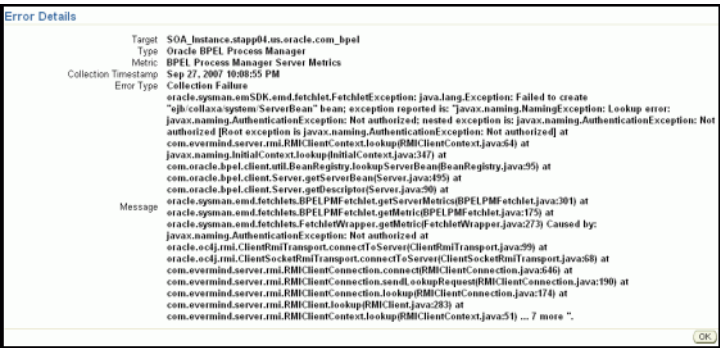 Error Details
Target SOA_Instance.stapp04.us.oracle.com_bpel
Type Oracle BPEL Process Manager
Metric BPEL Process Manager Server Metrics
Collection Timestamp Sep 27, 2007 10:08:55 PM
Error Type Collection Failure
Message
oracle.sysman.emSDK.emd.fetchlet.FetchletException: java.lang.Exception: Failed to create
"ejb/collaxa/system/ServerBean" bean; exception reported is: "javax.naming.NamingException: Lookup error:
javax.naming.AuthenticationException: Not authorized; nested exception is: javax.naming.AuthenticationException: Not
authorized [Root exception is javax.naming.AuthenticationException: Not authorized] at
com.evermind.server.rmi.RMIClientContext.lookup(RMIClientContext.java:64) at
javax.naming.InitialContext.lookup(InitialContext.java:347) at
com.oracle.bpel.client.util.BeanRegistry.lookupServerBean(BeanRegistry.java:95) at
com.oracle.bpel.client.Server.getServerBean(Server.java:495) at
com.oracle.bpel.client.Server.getDescriptor(Server.java:90) at
oracle.sysman.emd.fetchlets.BPELPMFetchlet.getServerMetrics(BPELPMFetchlet.java:301) at
oracle.sysman.emd.fetchlets.BPELPMFetchlet.getMetric(BPELPMFetchlet.java:175) at
oracle.sysman.emd.fetchlets.FetchletWrapper.getMetric(FetchletWrapper.java:273) Caused by:
javax.naming.AuthenticationException: Not authorized at
oracle.oc4j.rmi.ClientRmiTransport.connectToServer(ClientRmiTransport.java:99) at
oracle.oc4j.rmi.ClientSocketRmiTransport.connectToServer(ClientSocketRmiTransport.java:68) at
com.evermind.server.rmi.RMIClientConnection.connect(RMIClientConnection.java:646) at
com.evermind.server.rmi.RMIClientConnection.sendLookupRequest(RMIClientConnection.java:190) at
com.evermind.server.rmi.RMIClientConnection.lookup(RMIClientConnection.java:174) at
com.evermind.server.rmi.RMIClient.lookup(RMIClient.java:283) at
com.evermind.server.rmi.RMIClientContext.lookup(RMIClientContext.java:51) ... 7 more ".
OK